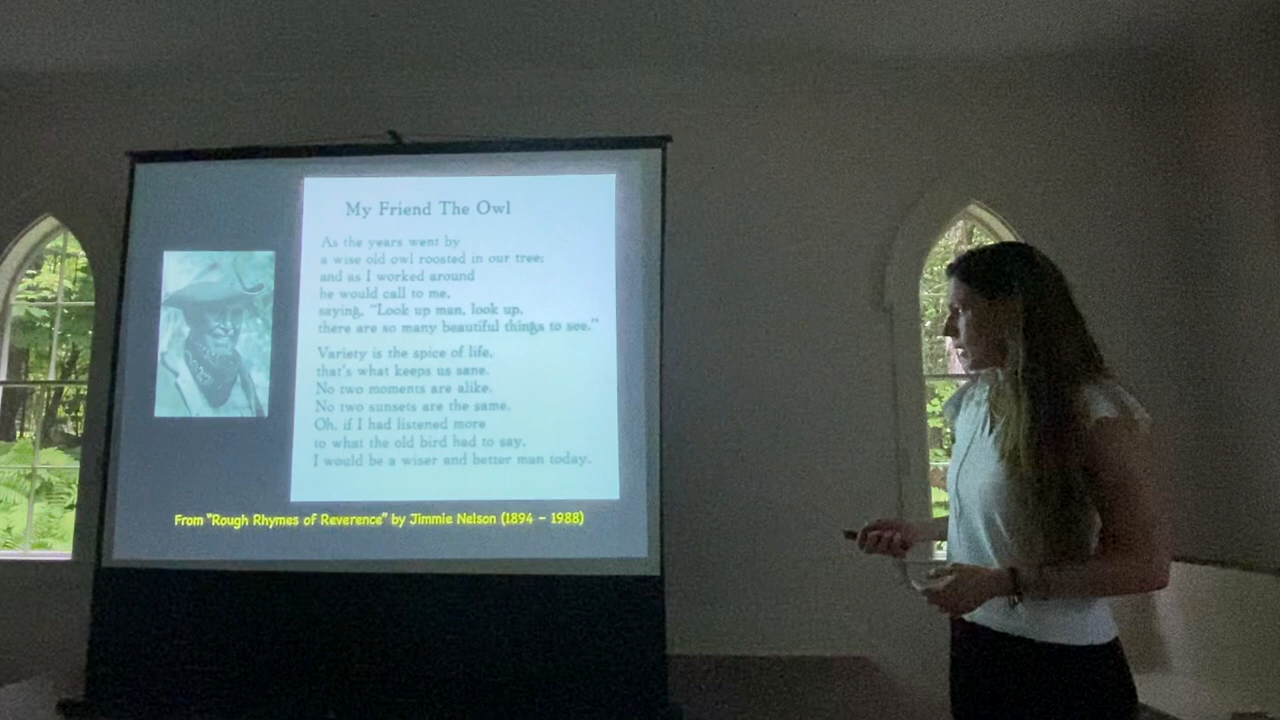 My Friend The Owl
As the years went by
a wise old owl roosted in our tree;
and as I worked around
he would call to me,
saying, "Look up man, look up,
there are so many beautiful things to see."
Variety is the spice of life,
that's what keeps us sane.
No two moments are alike.
No two sunsets are the same.
Oh, if I had listened more
to what the old bird had to say,
I would be a wiser and better man today.
From "Rough Rhymes of Reverence" by Jimmie Nelson (1894 – 1988)